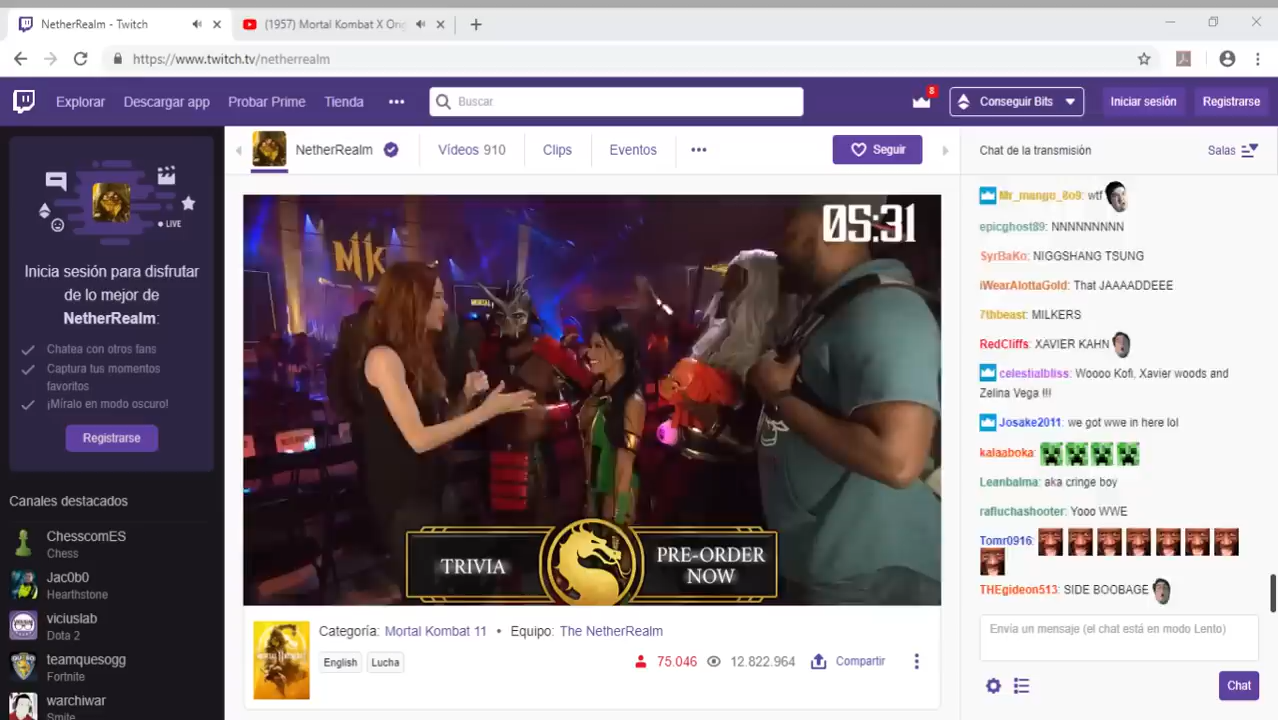 NetherRealm - Twitch
(1957) Mortal Kombat X Orig
https://www.twitch.tv/netherrealm
Explorar
Descargar app
Probar Prime
Tienda
Buscar
8
Conseguir Bits
Iniciar sesión
Registrarse
LIVE
Inicia sesión para disfrutar
de lo mejor de
NetherRealm:
Chatea con otros fans
Captura tus momentos
favoritos
¡Míralo en modo oscuro!
Registrarse
Canales destacados
ChesscomES
Chess
Jac0b0
Hearthstone
viciuslab
Dota 2
teamquesogg
Fortnite
warchiwar
Smite
NetherRealm
Vídeos 910
Clips
Eventos
Seguir
05:31
MK
TRIVIA
PRE-ORDER
NOW
Categoría: Mortal Kombat 11 • Equipo: The NetherRealm
English
Lucha
75.046
12.822.964
Compartir
Chat de la transmisión
Salas
Mr_mangu_8o9: wtf
epicghost89: NNNNNNNNN
SyrBaKo: NIGGSHANG TSUNG
iWearAlottaGold: That JAAAADDEEE
7thbeast: MILKERS
RedCliffs: XAVIER KAHN
celestialbliss: Woooo Kofi, Xavier woods and
Zelina Vega !!!
Josake2011: we got wwe in here lol
kalaaboka:
Leanbalma: aka cringe boy
rafluchashooter: Yooo WWE
Tomr0916:
THEgideon513: SIDE BOOBAGE
Envía un mensaje (el chat está en modo Lento)
Chat